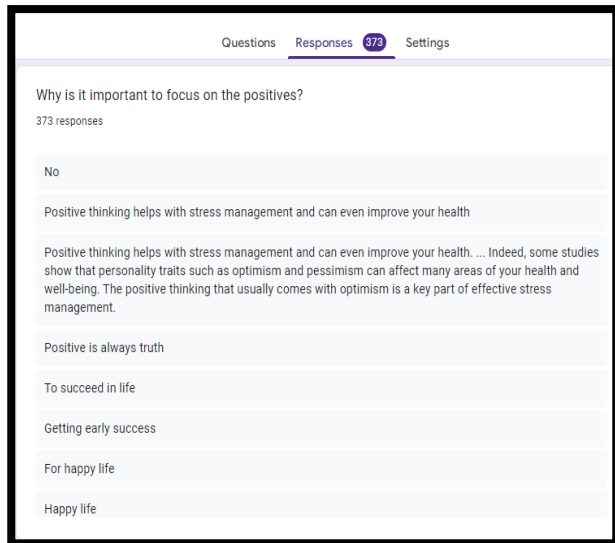 Questions Responses 373 Settings
Why is it important to focus on the positives?
373 responses
No
Positive thinking helps with stress management and can even improve your health
Positive thinking helps with stress management and can even improve your health. ... Indeed, some studies
show that personality traits such as optimism and pessimism can affect many areas of your health and
well-being. The positive thinking that usually comes with optimism is a key part of effective stress
management.
Positive is always truth
To succeed in life
Getting early success
For happy life
Happy life